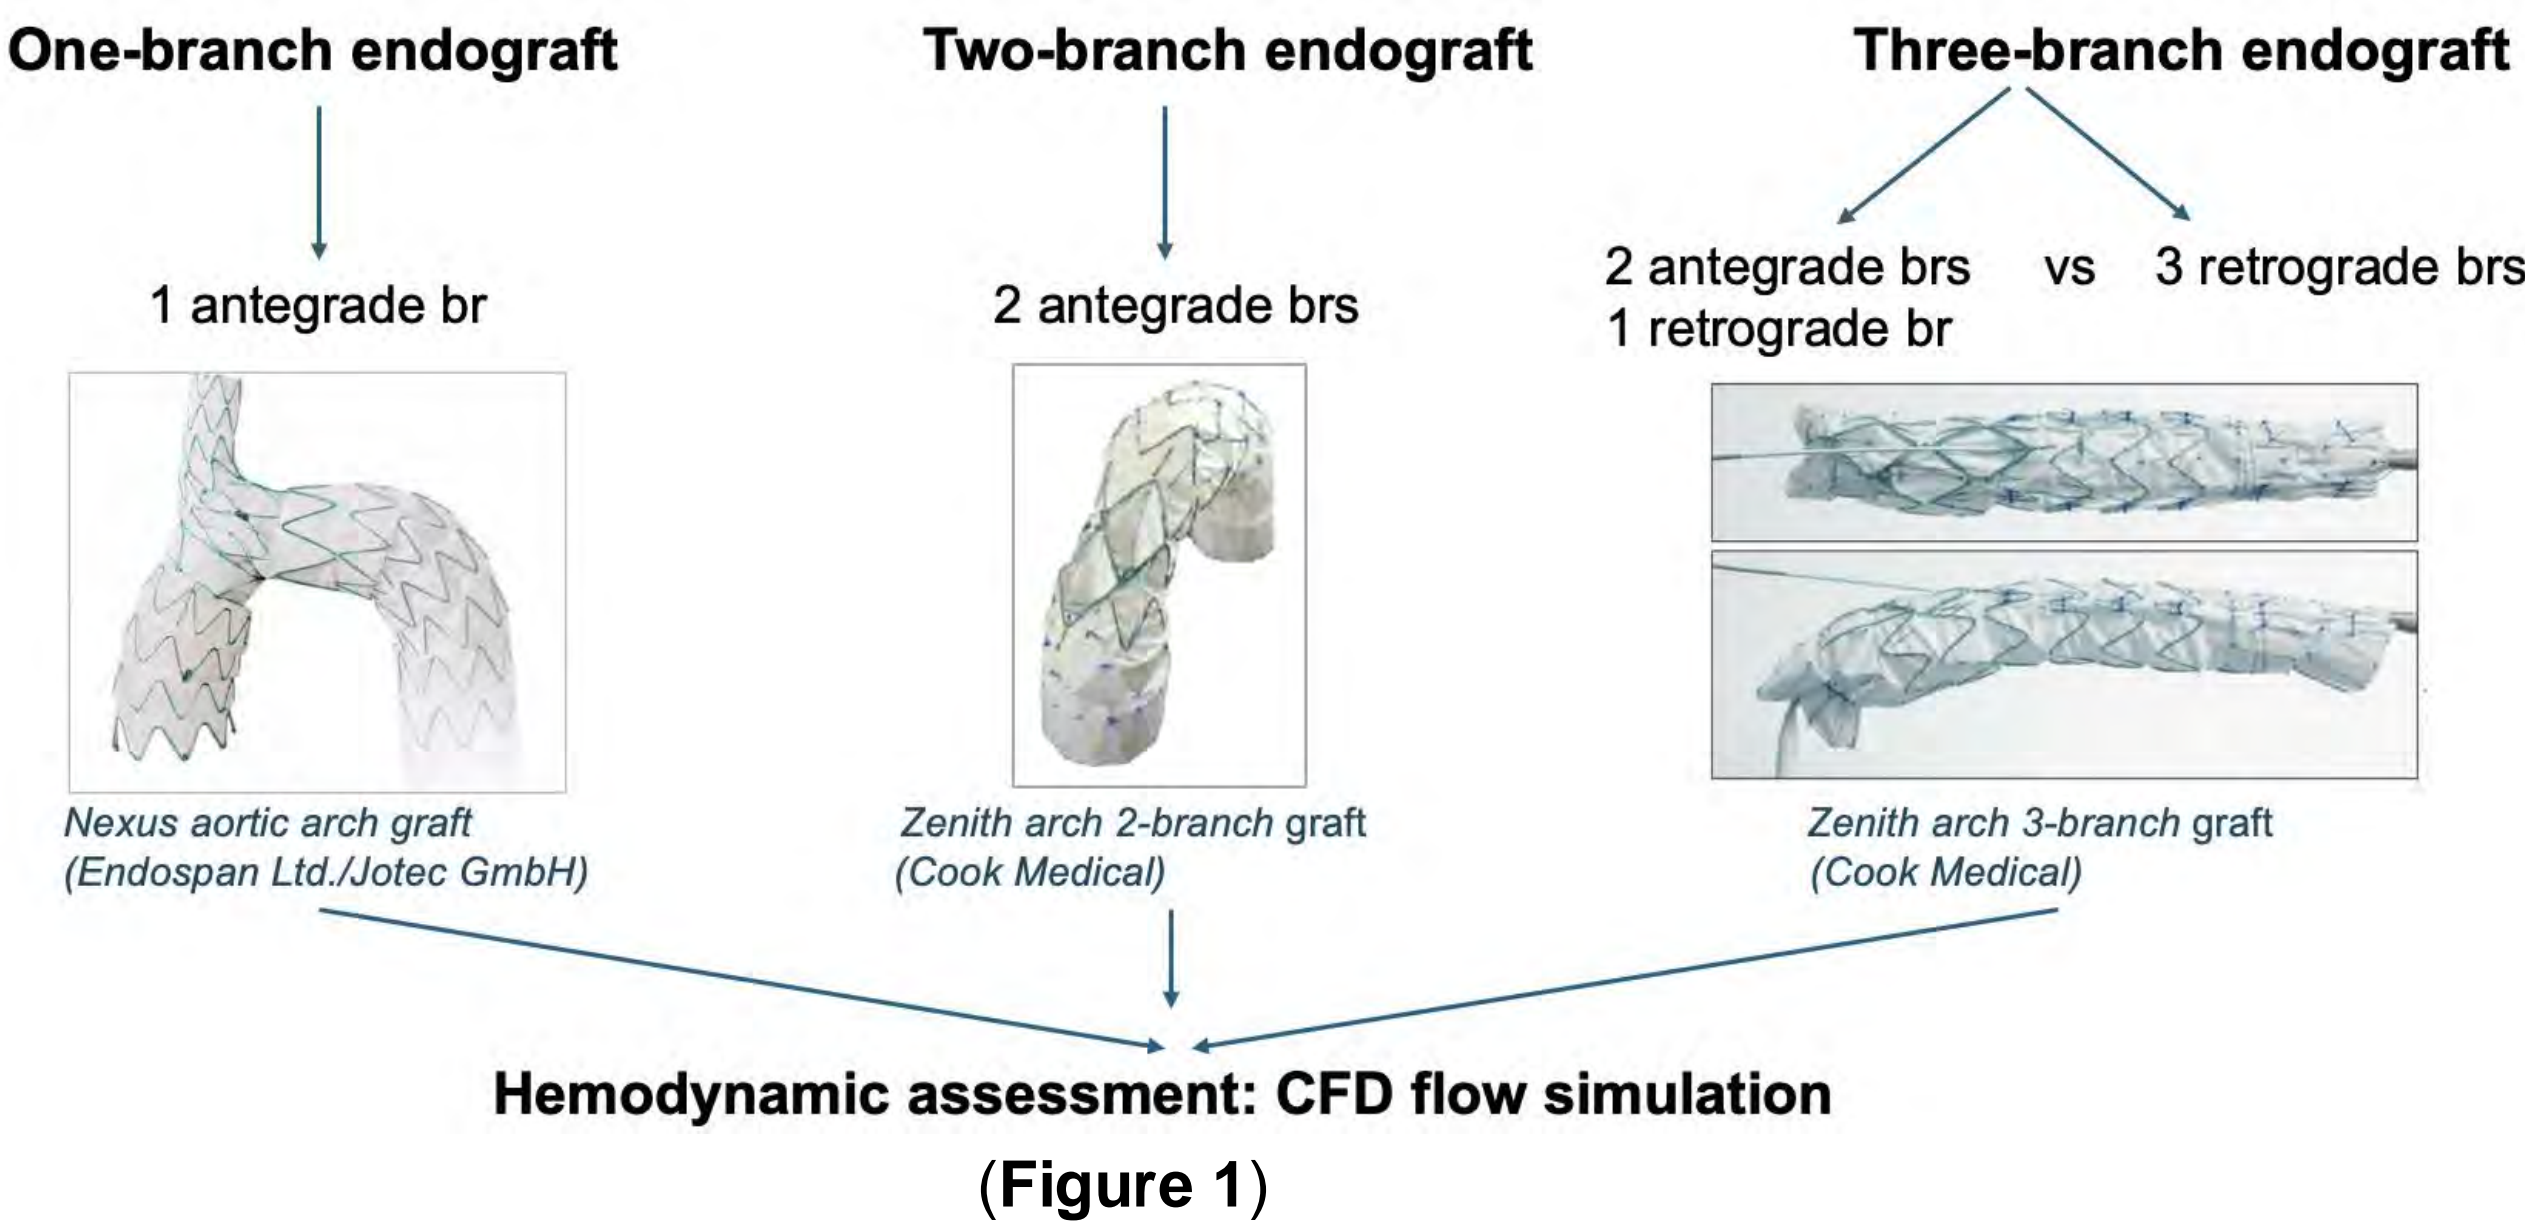 One-branch endograft
Two-branch endograft
Three-branch endograft
1 antegrade br
2 antegrade brs
2 antegrade brs vs 3 retrograde brs
1 retrograde br
Nexus aortic arch graft
(Endospan Ltd./Jotec GmbH)
Zenith arch 2-branch graft
(Cook Medical)
Zenith arch 3-branch graft
(Cook Medical)
Hemodynamic assessment: CFD flow simulation
(Figure 1)